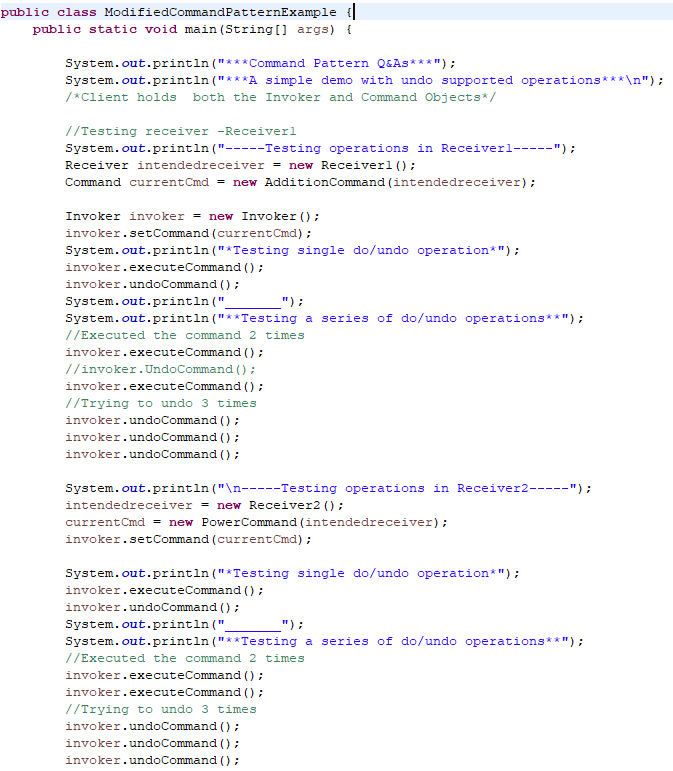 public class ModifiedCommandPatternExample {
    public static void main(String[] args) {

        System.out.println("***Command Pattern Q&As***");
        System.out.println("***A simple demo with undo supported operations***\n");
        /*Client holds  both the Invoker and Command Objects*/

        //Testing receiver -Receiver1
        System.out.println("-----Testing operations in Receiver1-----");
        Receiver intendedreceiver = new Receiver1();
        Command currentCmd = new AdditionCommand(intendedreceiver);

        Invoker invoker = new Invoker();
        invoker.setCommand(currentCmd);
        System.out.println("*Testing single do/undo operation*");
        invoker.executeCommand();
        invoker.undoCommand();
        System.out.println("_______");
        System.out.println("**Testing a series of do/undo operations**");
        //Executed the command 2 times
        invoker.executeCommand();
        //invoker.UndoCommand();
        invoker.executeCommand();
        //Trying to undo 3 times
        invoker.undoCommand();
        invoker.undoCommand();
        invoker.undoCommand();

        System.out.println("\n-----Testing operations in Receiver2-----");
        intendedreceiver = new Receiver2();
        currentCmd = new PowerCommand(intendedreceiver);
        invoker.setCommand(currentCmd);

        System.out.println("*Testing single do/undo operation*");
        invoker.executeCommand();
        invoker.undoCommand();
        System.out.println("_______");
        System.out.println("**Testing a series of do/undo operations**");
        //Executed the command 2 times
        invoker.executeCommand();
        invoker.executeCommand();
        //Trying to undo 3 times
        invoker.undoCommand();
        invoker.undoCommand();
        invoker.undoCommand();